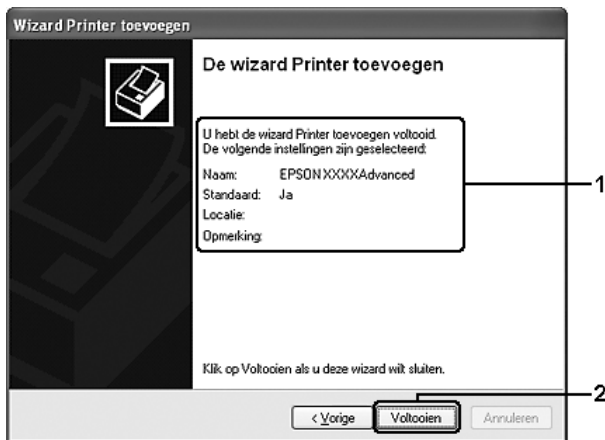 Wizard Printer toevoegen
De wizard Printer toevoegen
U hebt de wizard Printer toevoegen voltooid.
De volgende instellingen zijn geselecteerd:
Naam: EPSON XXXXAdvanced
Standaard: Ja
Locatie:
Opmerking:
1
Klik op Voltooien als u deze wizard wilt sluiten.
2
< Vorige Voltooien Annuleren